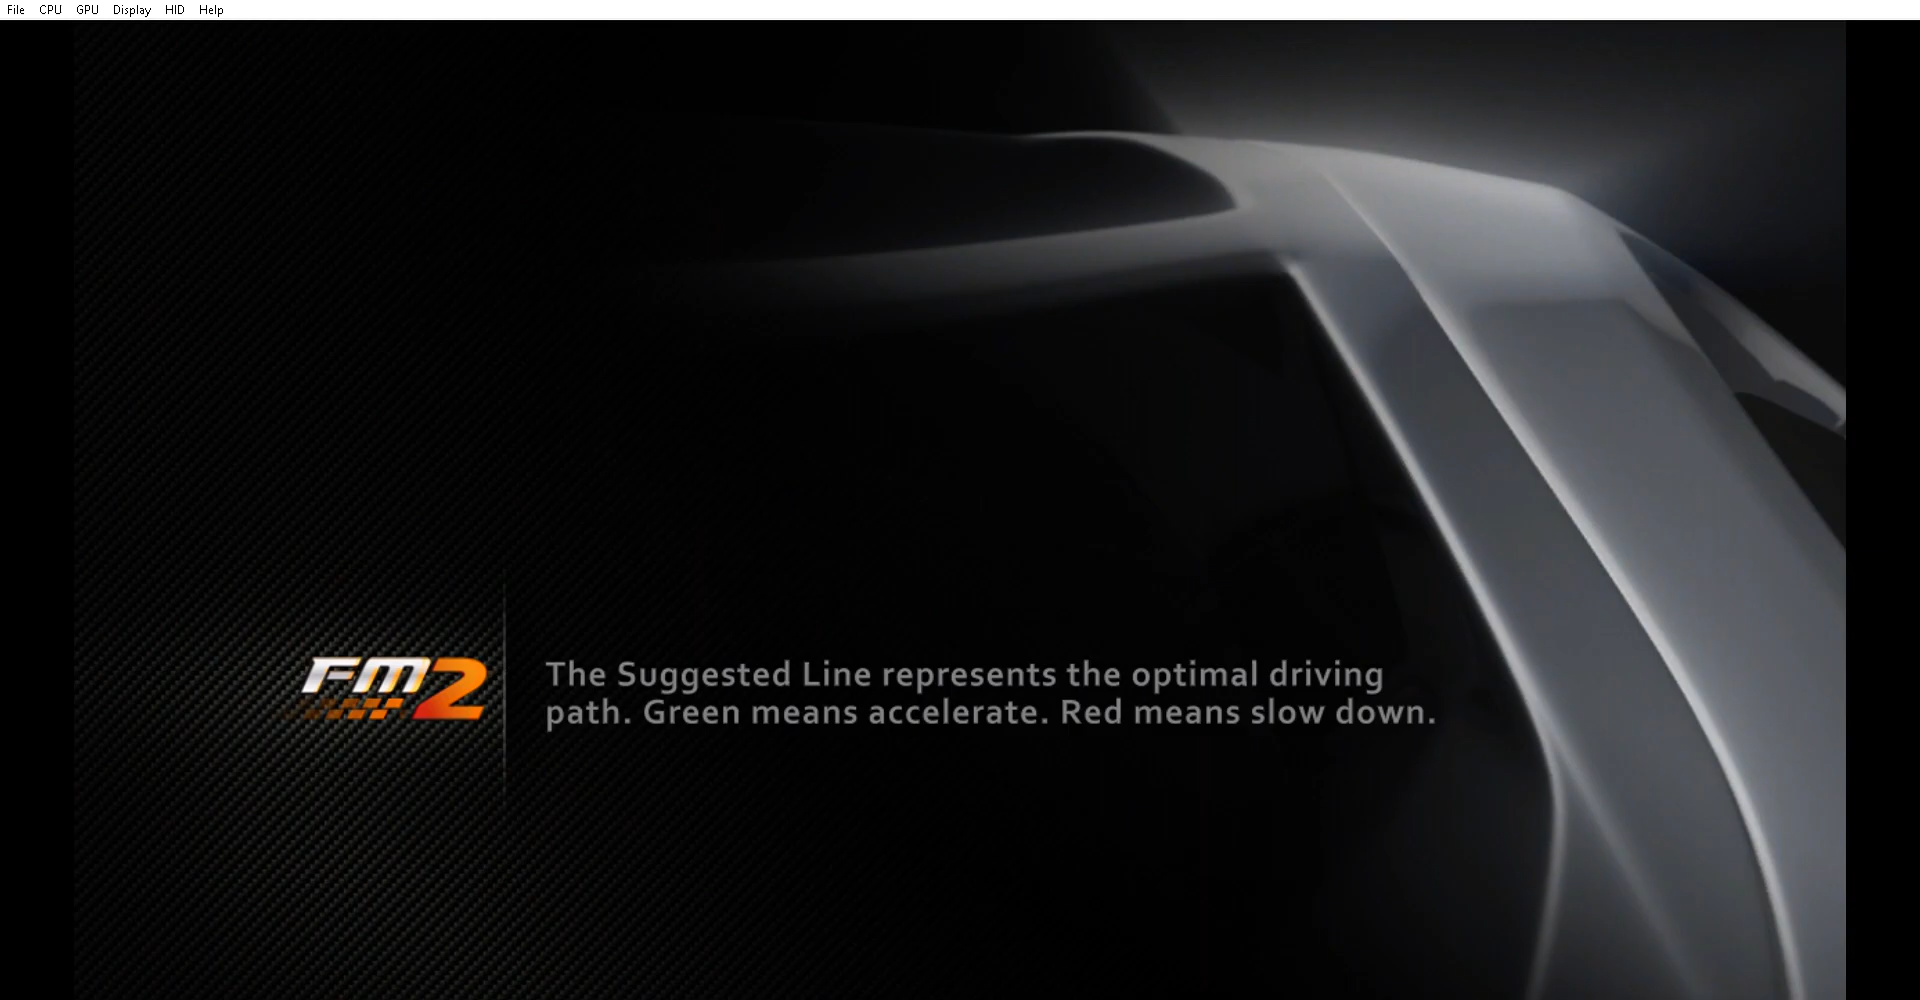 File CPU GPU Display HID Help
FM2
The Suggested Line represents the optimal driving
path. Green means accelerate. Red means slow down.